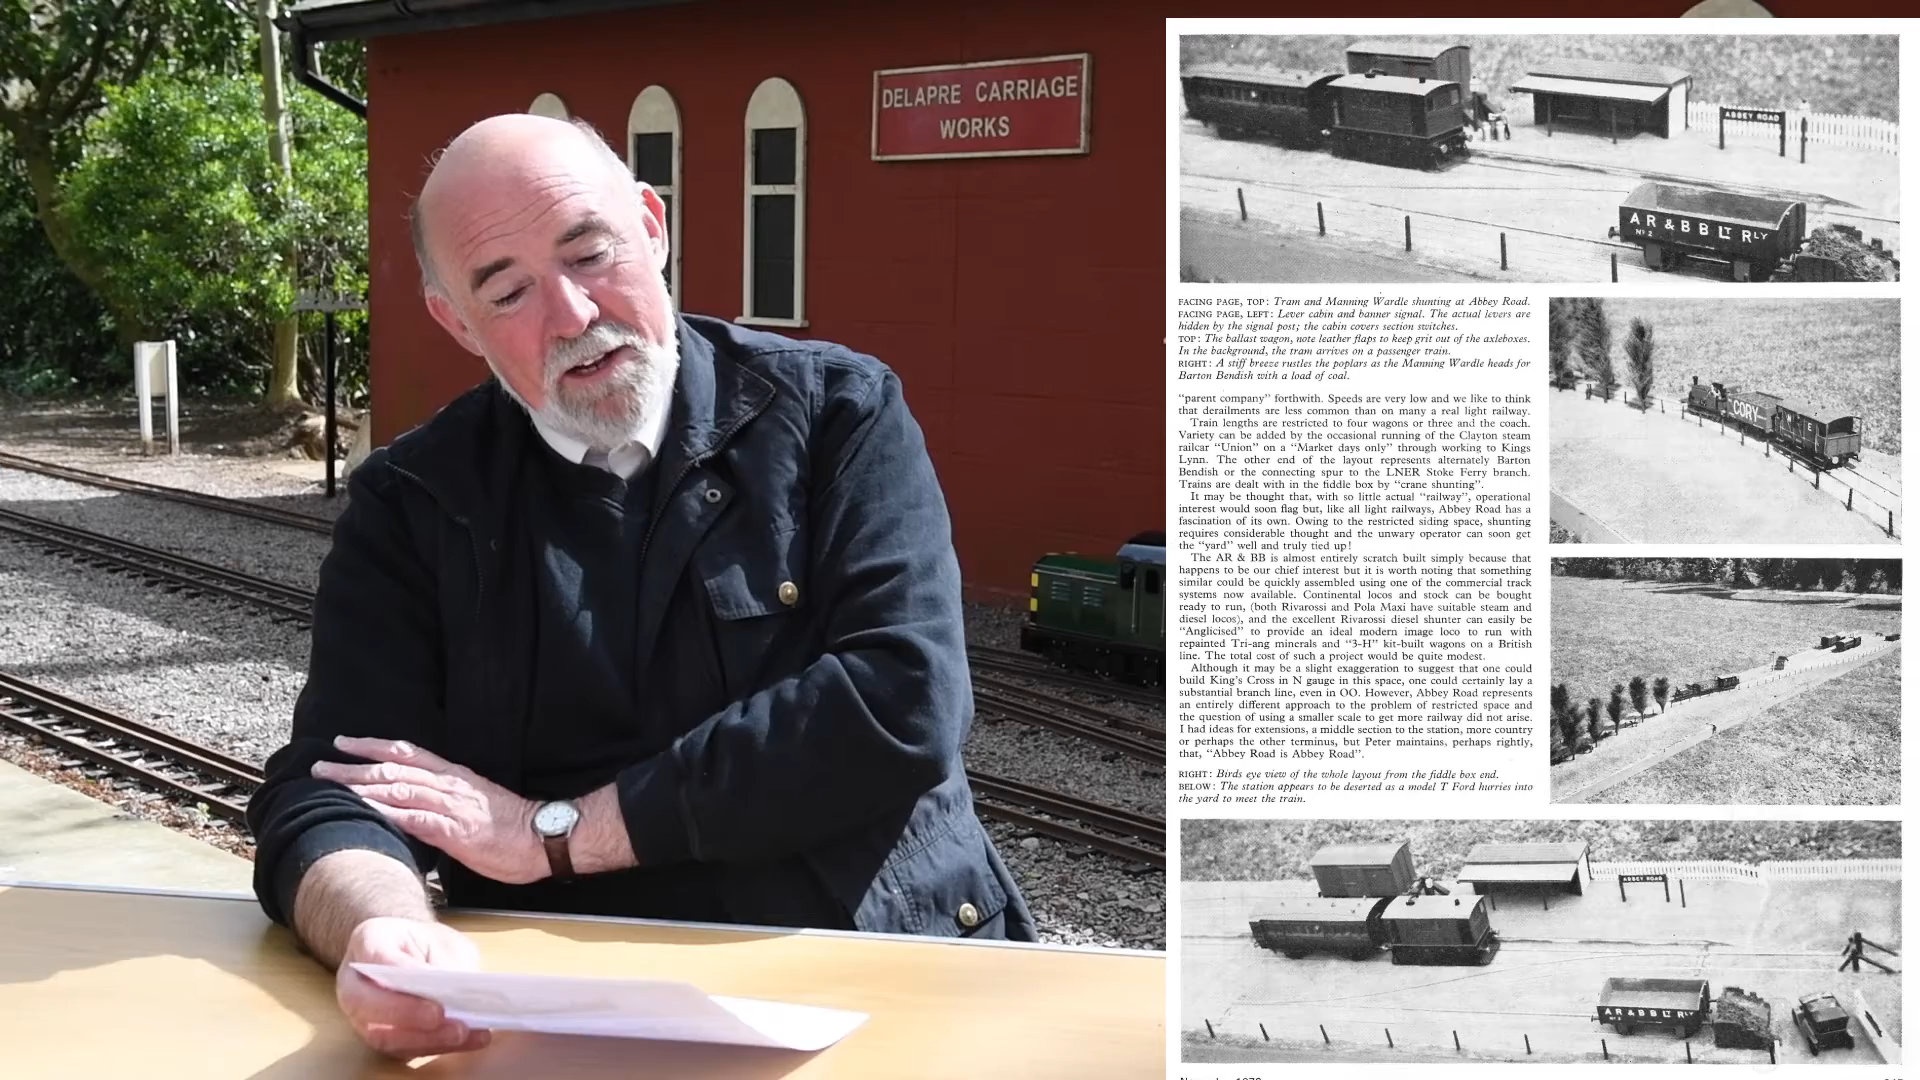 DELAPRE CARRIAGE
WORKS
ABBEY ROAD
AR & BB LT RLY
No 2
FACING PAGE, TOP: Tram and Manning Wardle shunting at Abbey Road.
FACING PAGE, LEFT: Lever cabin and banner signal. The actual levers are
hidden by the signal post; the cabin covers section switches.
TOP: The ballast wagon, note leather flaps to keep grit out of the axleboxes.
In the background, the tram arrives on a passenger train.
RIGHT: A stiff breeze rustles the poplars as the Manning Wardle heads for
Barton Bendish with a load of coal.
CORY
N E
"parent company" forthwith. Speeds are very low and we like to think
that derailments are less common than on many a real light railway.
Train lengths are restricted to four wagons or three and the coach.
Variety can be added by the occasional running of the Clayton steam
railcar "Union" on a "Market days only" through working to Kings
Lynn. The other end of the layout represents alternately Barton
Bendish or the connecting spur to the LNER Stoke Ferry branch.
Trains are dealt with in the fiddle box by "crane shunting".
It may be thought that, with so little actual "railway", operational
interest would soon flag but, like all light railways, Abbey Road has a
fascination of its own. Owing to the restricted siding space, shunting
requires considerable thought and the unwary operator can soon get
the "yard" well and truly tied up!
The AR & BB is almost entirely scratch built simply because that
happens to be our chief interest but it is worth noting that something
similar could be quickly assembled using one of the commercial track
systems now available. Continental locos and stock can be bought
ready to run, (both Rivarossi and Pola Maxi have suitable steam and
diesel locos), and the excellent Rivarossi diesel shunter can easily be
"Anglicised" to provide an ideal modern image loco to run with
repainted Tri-ang minerals and "3-H" kit-built wagons on a British
line. The total cost of such a project would be quite modest.
Although it may be a slight exaggeration to suggest that one could
build King's Cross in N gauge in this space, one could certainly lay a
substantial branch line, even in OO. However, Abbey Road represents
an entirely different approach to the problem of restricted space and
the question of using a smaller scale to get more railway did not arise.
I had ideas for extensions, a middle section to the station, more country
or perhaps the other terminus, but Peter maintains, perhaps rightly,
that, "Abbey Road is Abbey Road".
RIGHT: Birds eye view of the whole layout from the fiddle box end.
BELOW: The station appears to be deserted as a model T Ford hurries into
the yard to meet the train.
ABBEY ROAD
AR & BB LT RLY